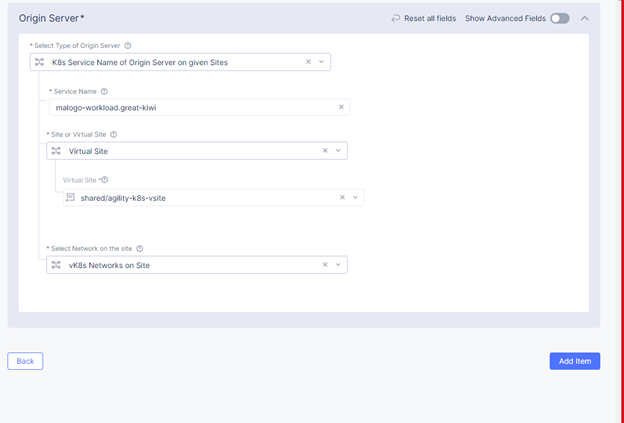 Origin Server*
Reset all fields
Show Advanced Fields
* Select Type of Origin Server
K8s Service Name of Origin Server on given Sites
* Service Name
malogo-workload.great-kiwi
* Site or Virtual Site
Virtual Site
Virtual Site *
shared/agility-k8s-vsite
* Select Network on the site
vK8s Networks on Site
Back
Add Item